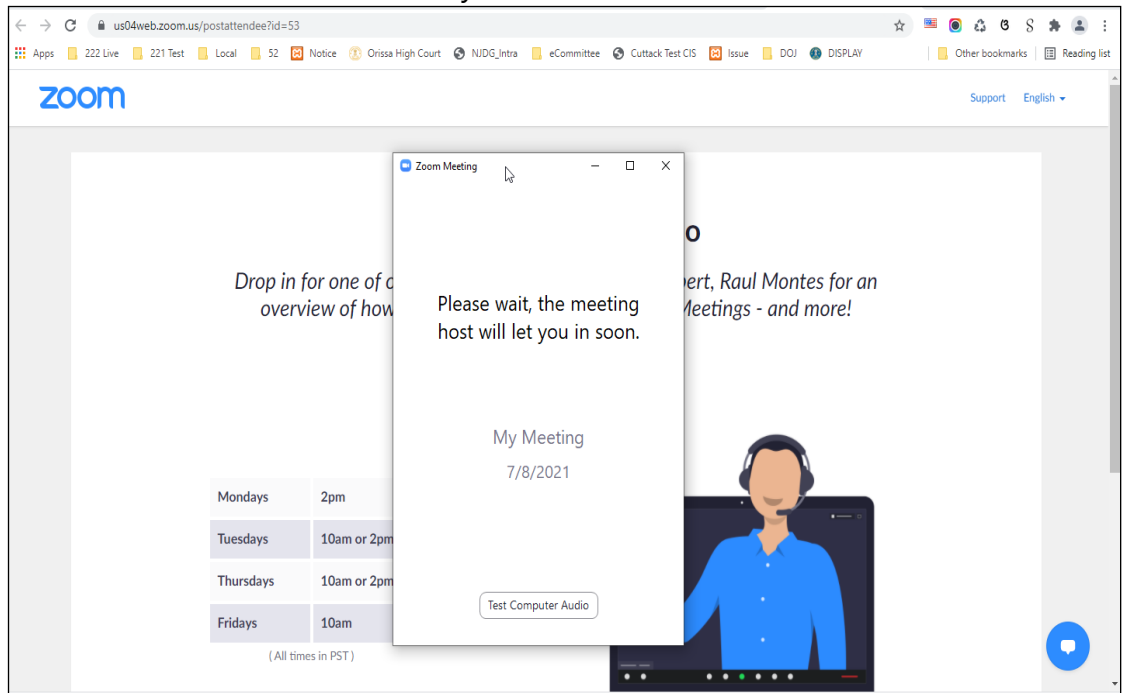 us04web.zoom.us/postattendee?id=53
Apps 222 Live 221 Test Local 52 Notice Orissa High Court NJDG_Intra eCommittee Cuttack Test CIS Issue DOJ DISPLAY Other bookmarks Reading list
zoom
Support English
Zoom Meeting
o
Drop in for one of o
pert, Raul Montes for an
overview of how
Meetings - and more!
Please wait, the meeting
host will let you in soon.
My Meeting
7/8/2021
Mondays 2pm
Tuesdays 10am or 2pm
Thursdays 10am or 2pm
Fridays 10am
Test Computer Audio
( All times in PST )